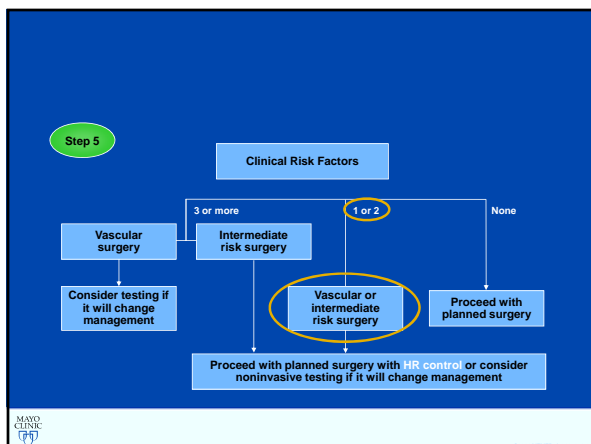 Step 5
Clinical Risk Factors
3 or more
1 or 2
None
Vascular
surgery
Intermediate
risk surgery
Consider testing if
it will change
management
Vascular or
intermediate
risk surgery
Proceed with
planned surgery
Proceed with planned surgery with HR control or consider
noninvasive testing if it will change management
MAYO
CLINIC